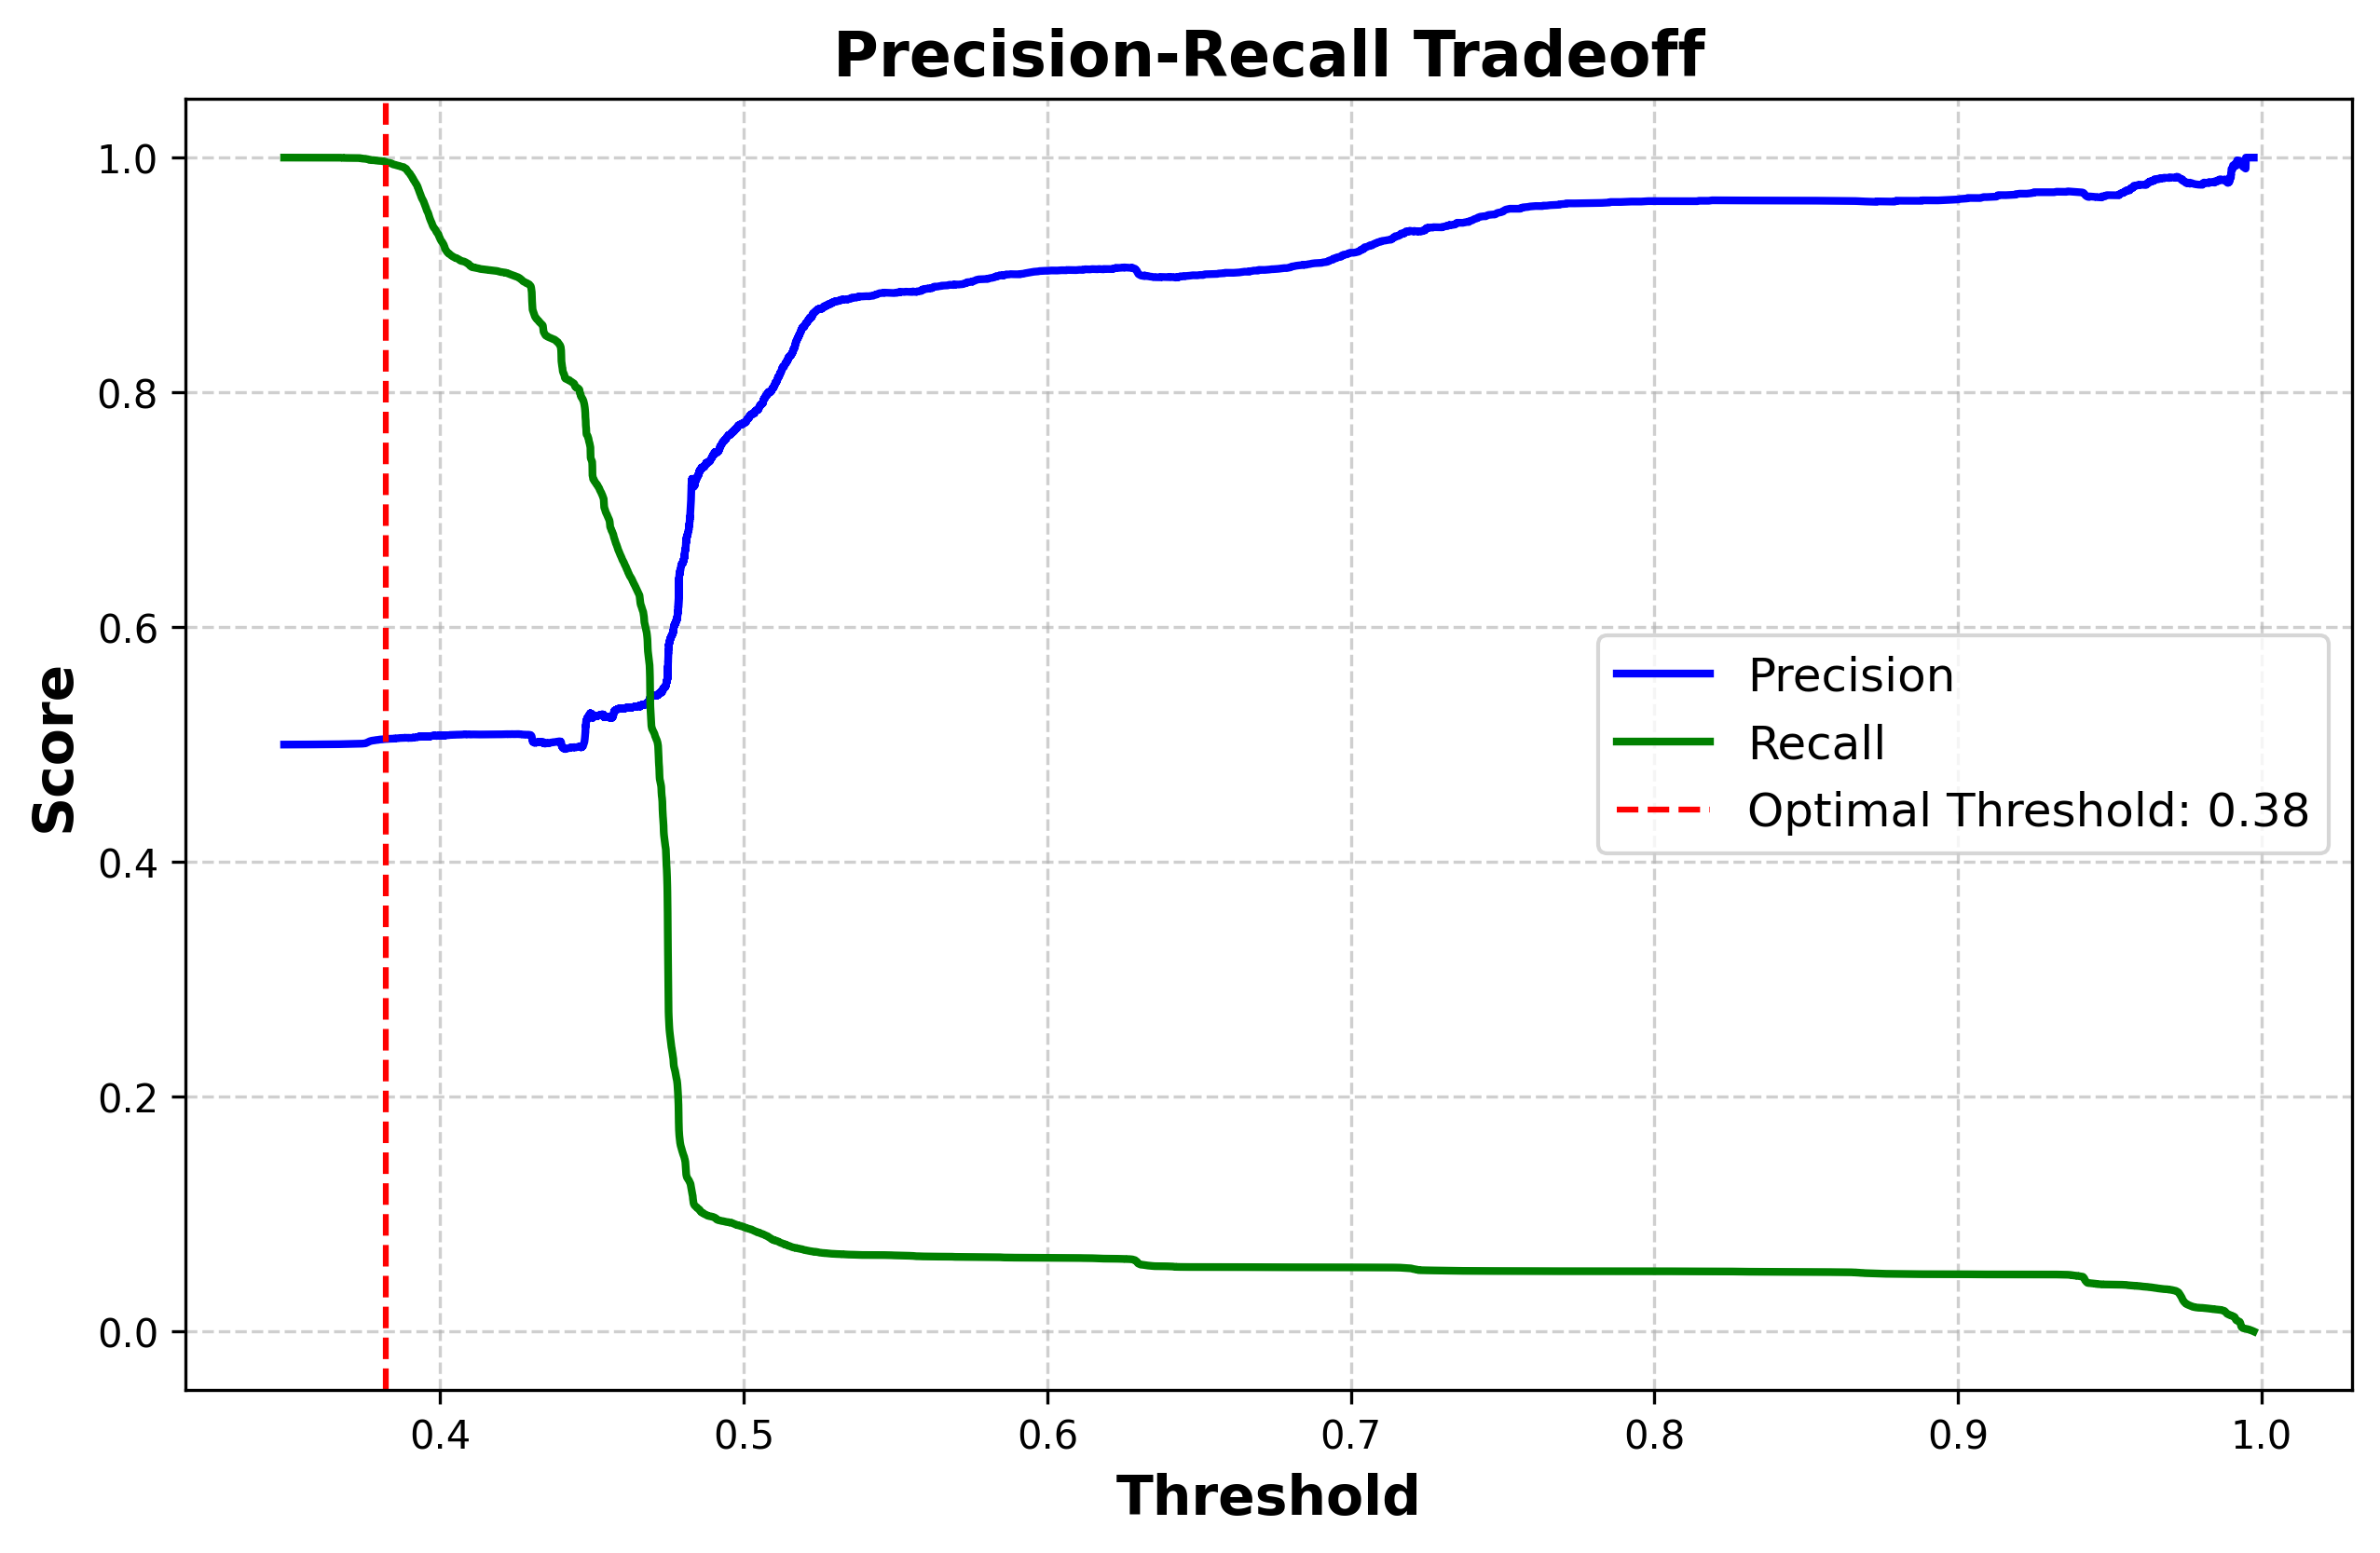 Precision-Recall Tradeoff
1.0
0.8
0.6
0.4
0.2
0.0
Score
Precision
Recall
Optimal Threshold: 0.38
0.4 0.5 0.6 0.7 0.8 0.9 1.0
Threshold